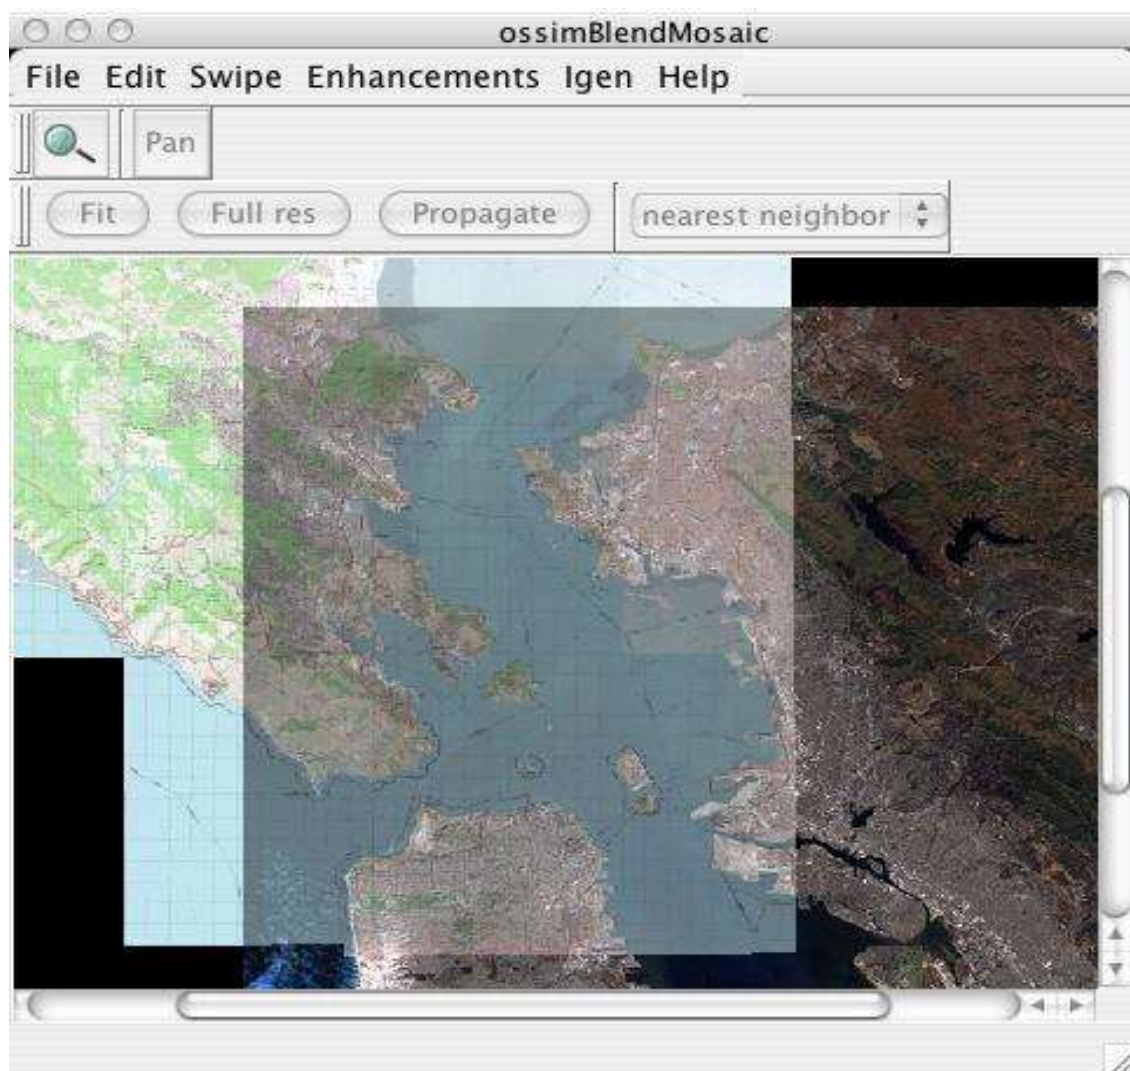 ossimBlendMosaic
File Edit Swipe Enhancements Igen Help
Pan
Fit Full res Propagate nearest neighbor